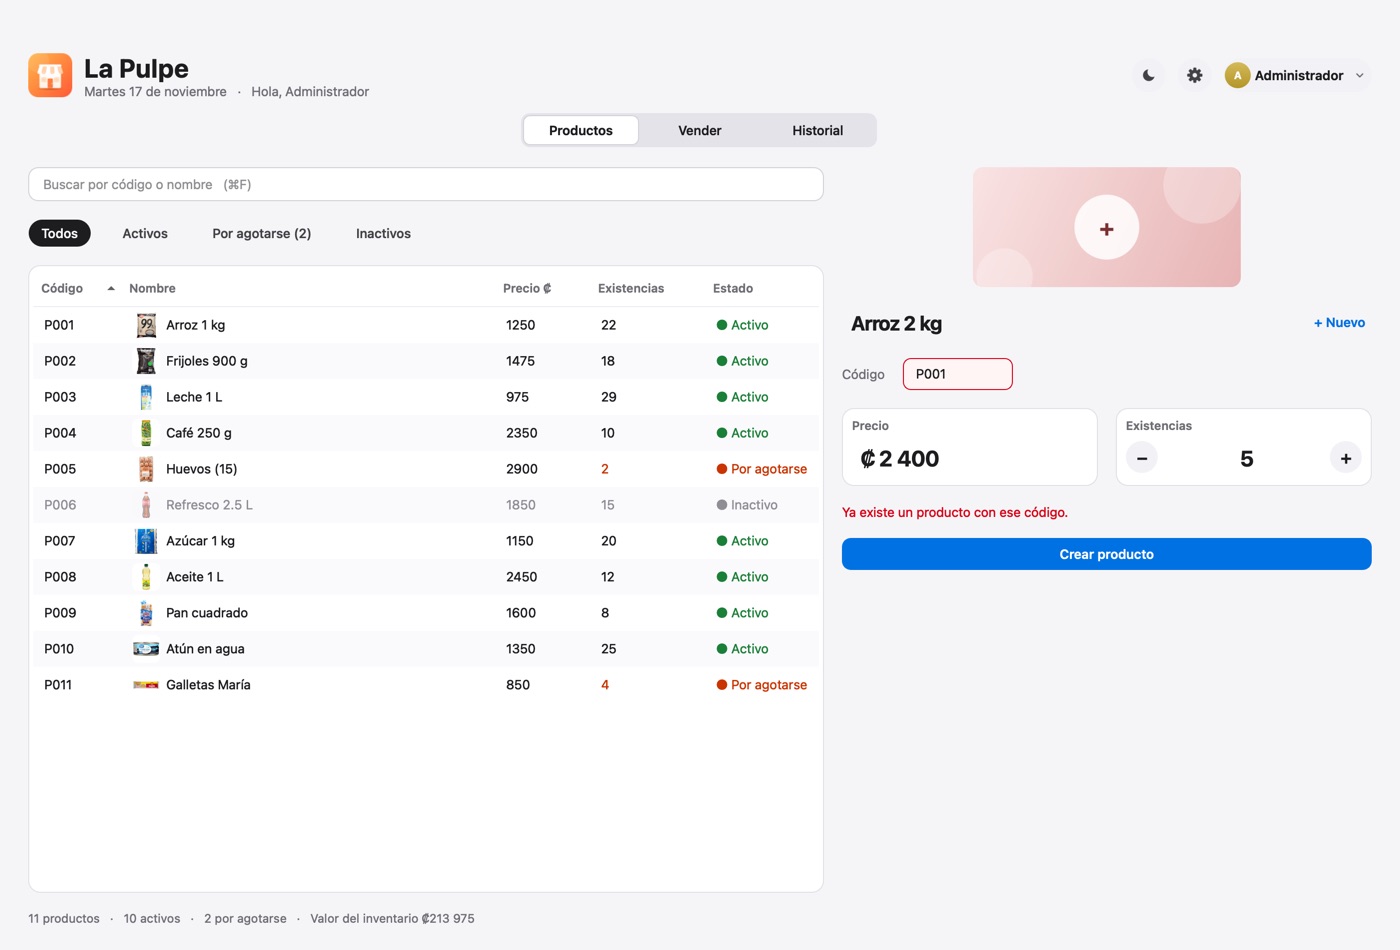 La Pulpe
Martes 17 de noviembre · Hola, Administrador
A Administrador
Productos Vender Historial
Buscar por código o nombre (⌘F)
Todos Activos Por agotarse (2) Inactivos
Código Nombre Precio ₡ Existencias Estado
P001 Arroz 1 kg 1250 22 Activo
P002 Frijoles 900 g 1475 18 Activo
P003 Leche 1 L 975 29 Activo
P004 Café 250 g 2350 10 Activo
P005 Huevos (15) 2900 2 Por agotarse
P006 Refresco 2.5 L 1850 15 Inactivo
P007 Azúcar 1 kg 1150 20 Activo
P008 Aceite 1 L 2450 12 Activo
P009 Pan cuadrado 1600 8 Activo
P010 Atún en agua 1350 25 Activo
P011 Galletas María 850 4 Por agotarse
11 productos · 10 activos · 2 por agotarse · Valor del inventario ₡213 975
+
Arroz 2 kg + Nuevo
Código P001
Precio
₡ 2 400
Existencias
− 5 +
Ya existe un producto con ese código.
Crear producto